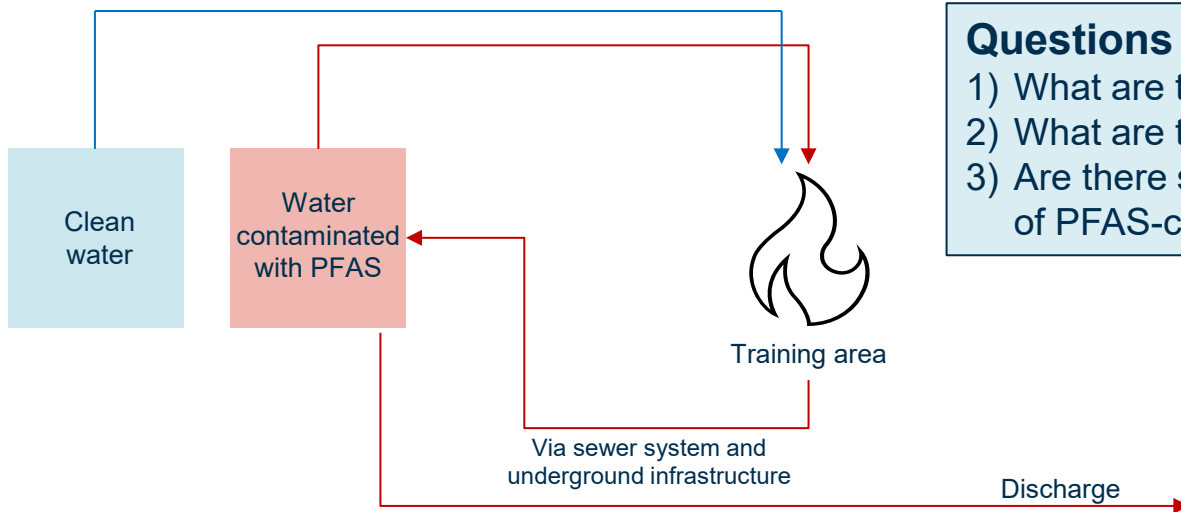 Questions
1) What are t
2) What are t
3) Are there s
of PFAS-c
Clean
water
Water
contaminated
with PFAS
Training area
Via sewer system and
underground infrastructure
Discharge